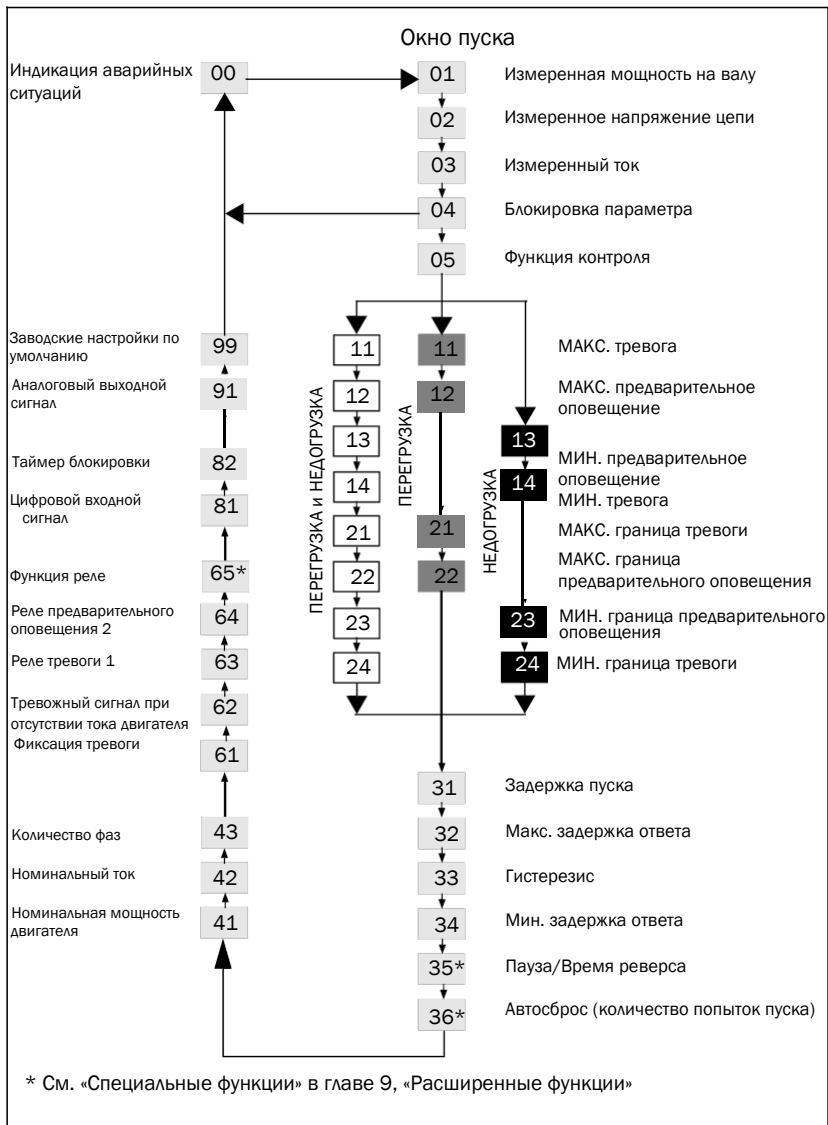 Окно пуска
Индикация аварийных
ситуаций
00
01
Измеренная мощность на валу
02
Измеренное напряжение цепи
03
Измеренный ток
04
Блокировка параметра
05
Функция контроля
Заводские настройки по
умолчанию
99
Аналоговый выходной
сигнал
91
Таймер блокировки
82
Цифровой входной
сигнал
81
Функция реле
65*
Реле предварительного
оповещения 2
64
Реле тревоги 1
63
Тревожный сигнал при
отсутствии тока двигателя
62
Фиксация тревоги
61
Количество фаз
43
Номинальный ток
42
Номинальная мощность
двигателя
41
ПЕРЕГРУЗКА и НЕДОГРУЗКА
11
12
13
14
21
22
23
24
ПЕРЕГРУЗКА
11
12
21
22
НЕДОГРУЗКА
13
14
23
24
МАКС. тревога
МАКС. предварительное
оповещение
МИН. предварительное
оповещение
МИН. тревога
МАКС. граница тревоги
МАКС. граница
предварительного оповещения
МИН. граница предварительного
оповещения
МИН. граница тревоги
31
Задержка пуска
32
Макс. задержка ответа
33
Гистерезис
34
Мин. задержка ответа
35*
Пауза/Время реверса
36*
Автосброс (количество попыток пуска)
* См. «Специальные функции» в главе 9, «Расширенные функции»